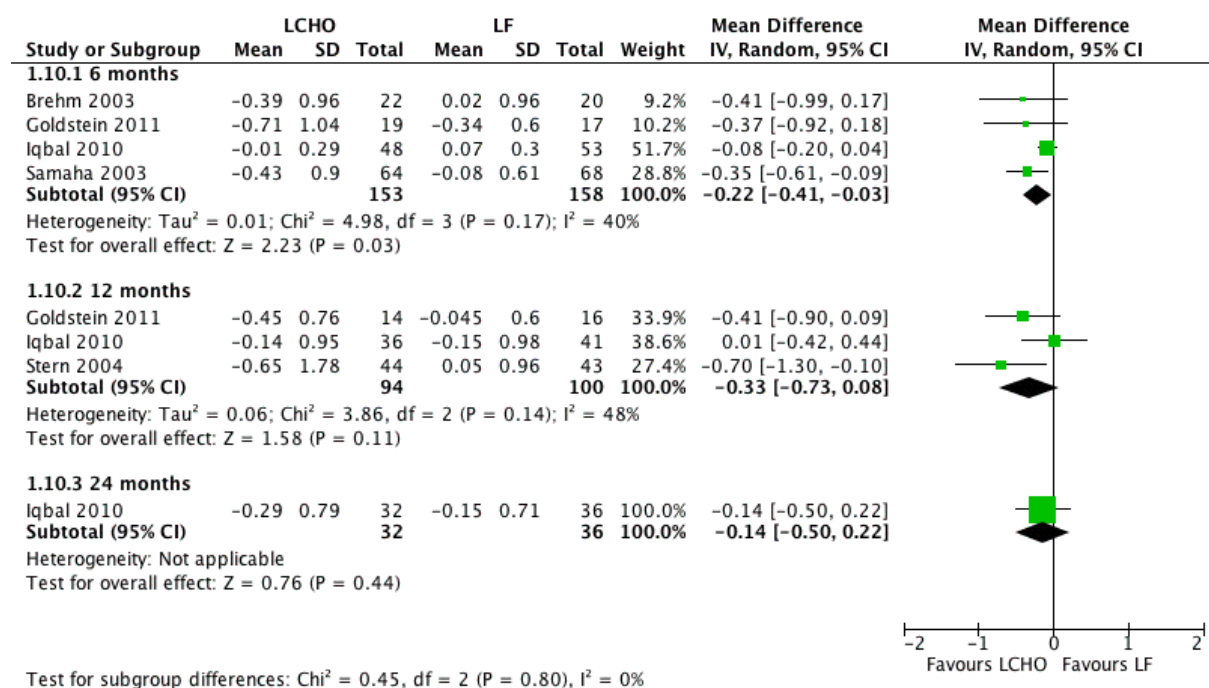 LCHO LF Mean Difference Mean Difference
Study or Subgroup Mean SD Total Mean SD Total Weight IV, Random, 95% CI IV, Random, 95% CI
1.10.1 6 months
Brehm 2003 −0.39 0.96 22 0.02 0.96 20 9.2% −0.41 [−0.99, 0.17]
Goldstein 2011 −0.71 1.04 19 −0.34 0.6 17 10.2% −0.37 [−0.92, 0.18]
Iqbal 2010 −0.01 0.29 48 0.07 0.3 53 51.7% −0.08 [−0.20, 0.04]
Samaha 2003 −0.43 0.9 64 −0.08 0.61 68 28.8% −0.35 [−0.61, −0.09]
Subtotal (95% CI) 153 158 100.0% −0.22 [−0.41, −0.03]
Heterogeneity: Tau² = 0.01; Chi² = 4.98, df = 3 (P = 0.17); I² = 40%
Test for overall effect: Z = 2.23 (P = 0.03)
1.10.2 12 months
Goldstein 2011 −0.45 0.76 14 −0.045 0.6 16 33.9% −0.41 [−0.90, 0.09]
Iqbal 2010 −0.14 0.95 36 −0.15 0.98 41 38.6% 0.01 [−0.42, 0.44]
Stern 2004 −0.65 1.78 44 0.05 0.96 43 27.4% −0.70 [−1.30, −0.10]
Subtotal (95% CI) 94 100 100.0% −0.33 [−0.73, 0.08]
Heterogeneity: Tau² = 0.06; Chi² = 3.86, df = 2 (P = 0.14); I² = 48%
Test for overall effect: Z = 1.58 (P = 0.11)
1.10.3 24 months
Iqbal 2010 −0.29 0.79 32 −0.15 0.71 36 100.0% −0.14 [−0.50, 0.22]
Subtotal (95% CI) 32 36 100.0% −0.14 [−0.50, 0.22]
Heterogeneity: Not applicable
Test for overall effect: Z = 0.76 (P = 0.44)
−2 −1 0 1 2
Favours LCHO Favours LF
Test for subgroup differences: Chi² = 0.45, df = 2 (P = 0.80), I² = 0%